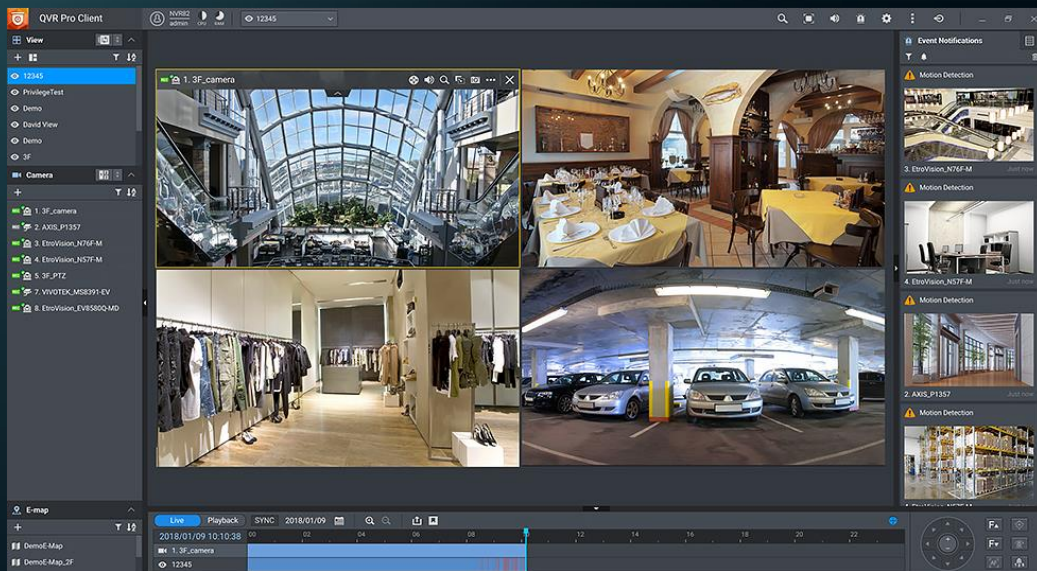 QVR Pro Client
NVR82
admin
CPU
RAM
12345
View
12345
PrivilegeTest
Demo
David View
Demo
3F
Camera
1. 3F_camera
2. AXIS_P1357
3. EtroVision_N76F-M
4. EtroVision_N57F-M
5. 3F_PTZ
7. VIVOTEK_MS8391-EV
8. EtroVision_EV8580Q-MD
E-map
DemoE-Map
DemoE-Map_2F
REC 1. 3F_camera
Live Playback SYNC 2018/01/09
2018/01/09 10:10:38 00 02 04 06 08 10 12 14 16 18 20 22
1. 3F_camera
12345
Event Notifications
Motion Detection
3. EtroVision_N76F-M Just now
Motion Detection
4. EtroVision_N57F-M Just now
Motion Detection
2. AXIS_P1357 Just now
Motion Detection